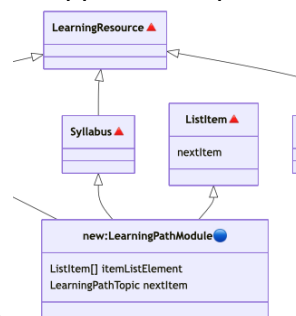 LearningResource🔺
Syllabus🔺
ListItem🔺
nextItem
new:LearningPathModule🔵
ListItem[] itemListElement
LearningPathTopic nextItem